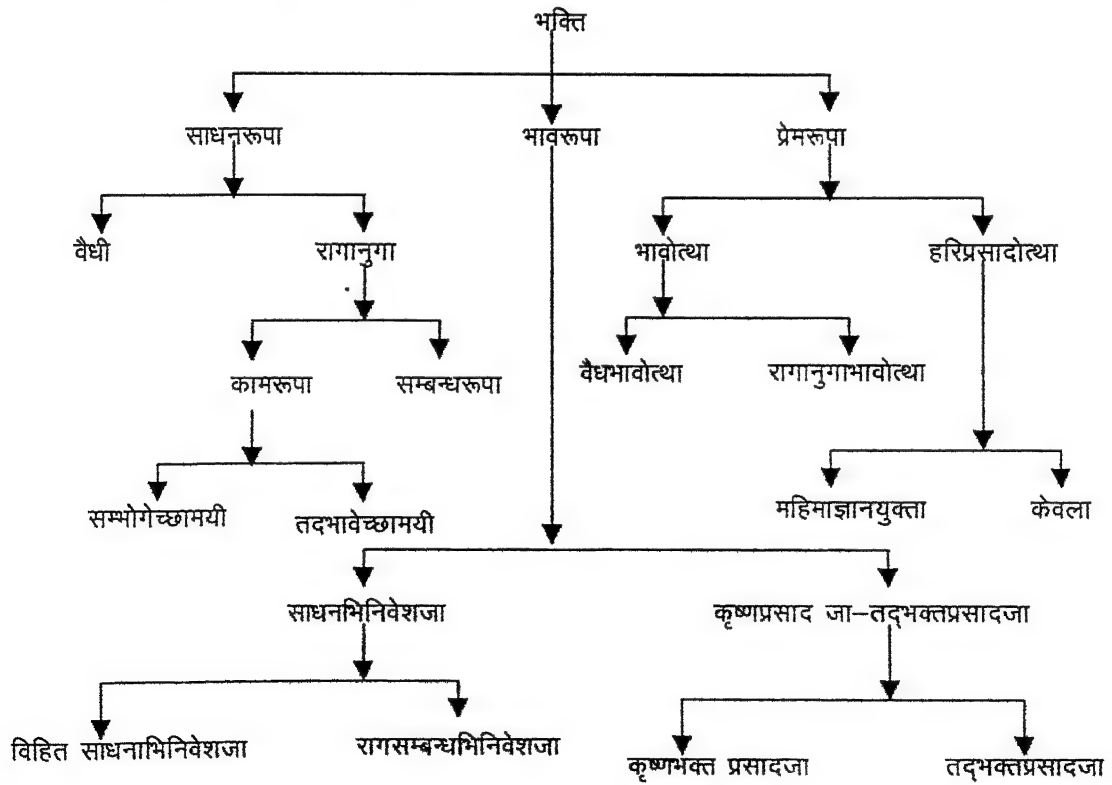 भक्ति
साधनरूपा भावरूपा प्रेमरूपा
वैधी रागानुगा भावोत्था हरिप्रसादोत्था
कामरूपा सम्बन्धरूपा वैधभावोत्था रागानुगाभावोत्था
सम्भोगेच्छामयी तदभावेच्छामयी महिमाज्ञानयुक्ता केवला
साधनभिनिवेशजा कृष्णप्रसाद जा–तद्भक्तप्रसादजा
विहित साधनाभिनिवेशजा रागसम्बन्धभिनिवेशजा कृष्णभक्त प्रसादजा तद्भक्तप्रसादजा